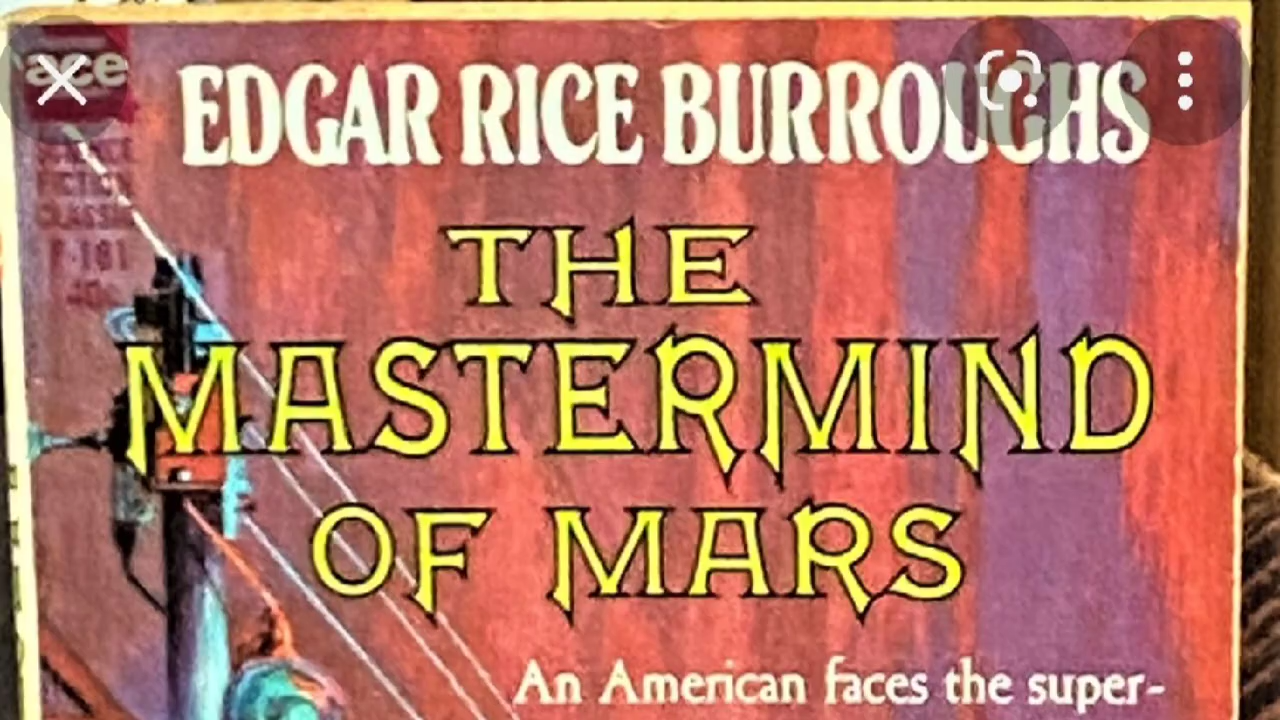 ace
SCIENCE
FICTION
CLASSIC
F-181
40¢
EDGAR RICE BURROUGHS
THE
MASTERMIND
OF MARS
An American faces the super-